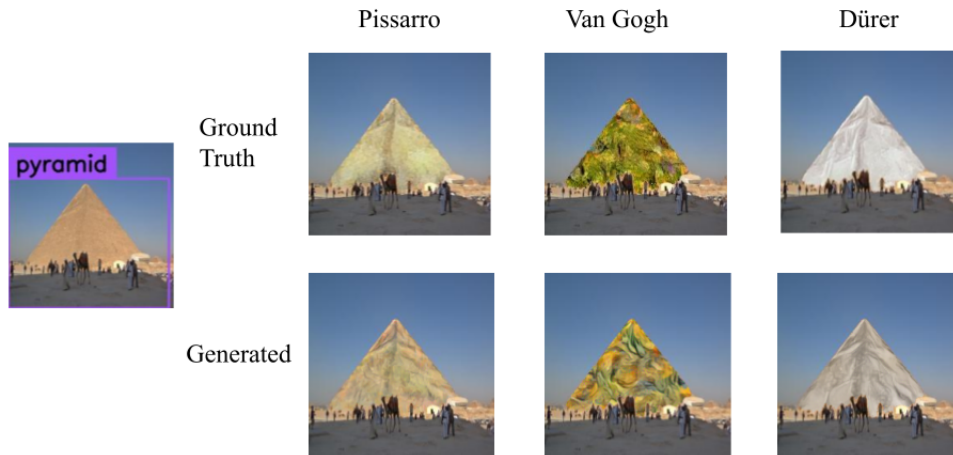 Pissarro
Van Gogh
Dürer
Ground
Truth
pyramid
Generated